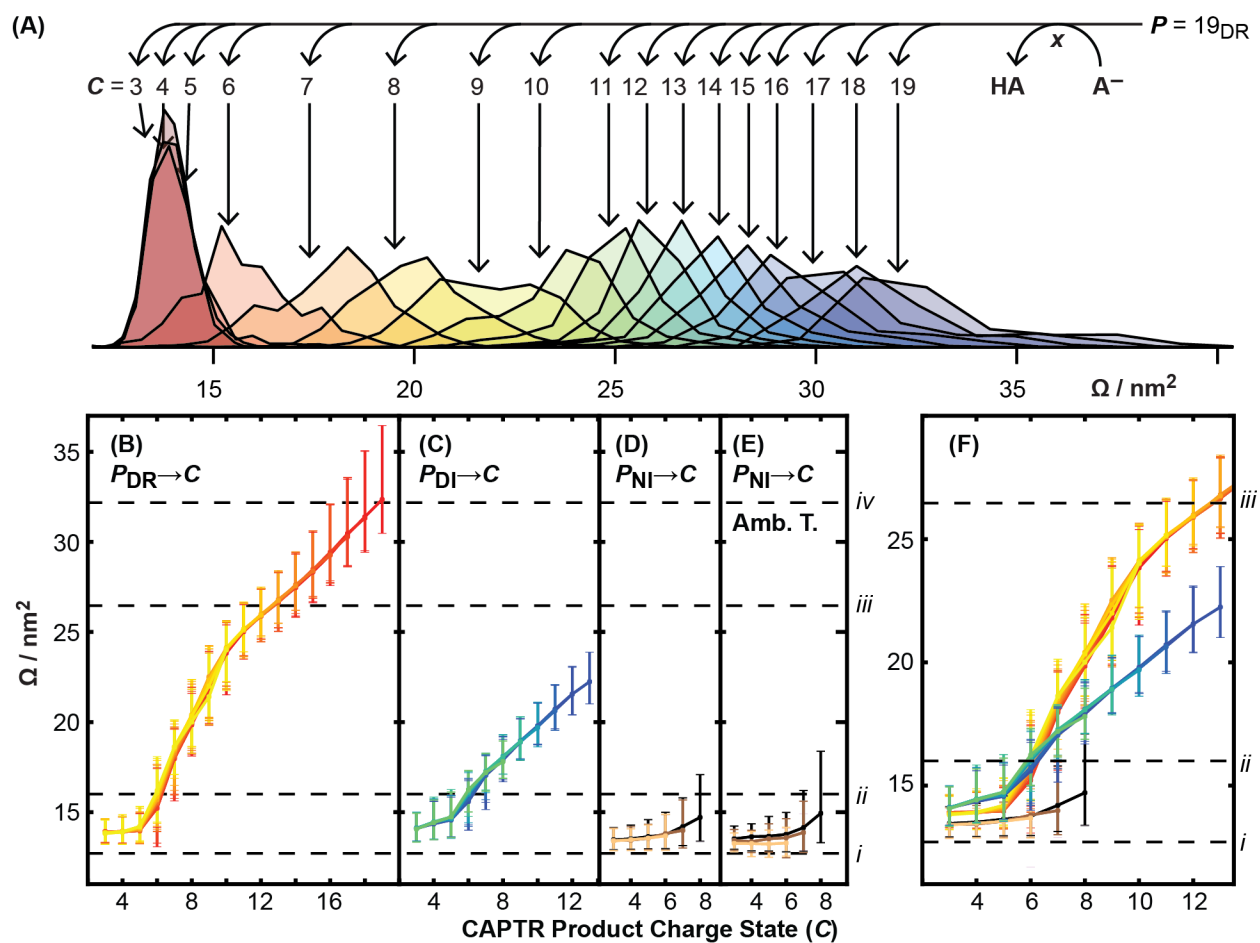 (A)
P = 19DR
x
C = 3 4 5 6 7 8 9 10 11 12 13 14 15 16 17 18 19 HA A−
15 20 25 30 35 Ω / nm2
(B) (C) (D) (E) (F)
PDR→C PDI→C PNI→C PNI→C
Amb. T.
35
30
25
20
15
Ω / nm2
iv
iii
ii
i
25
20
15
iii
ii
i
4 8 12 16 4 8 12 4 6 8 4 6 8 4 6 8 10 12
CAPTR Product Charge State (C)